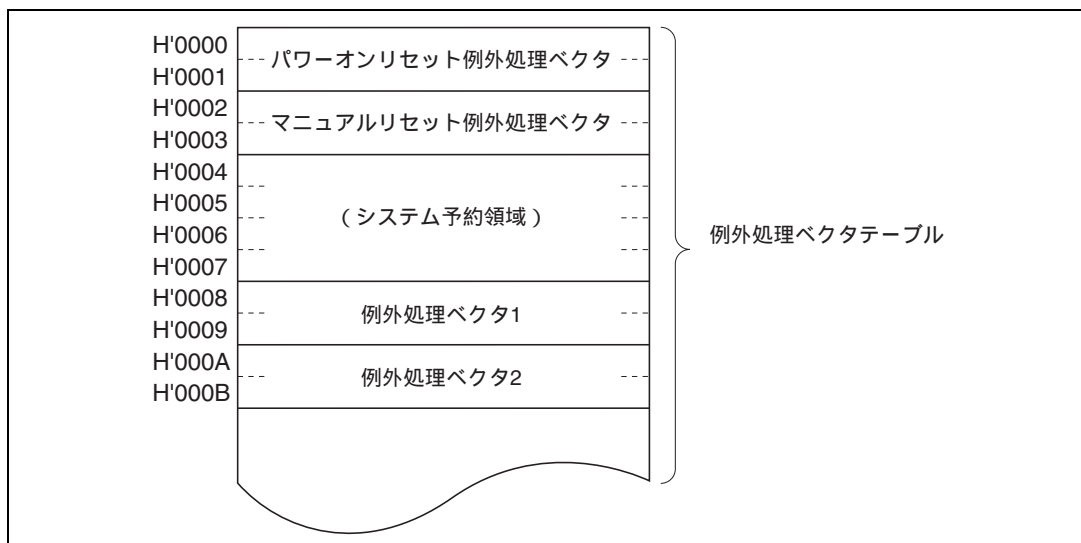 H'0000
H'0001
パワーオンリセット例外処理ベクタ
H'0002
H'0003
マニュアルリセット例外処理ベクタ
H'0004
H'0005
H'0006
H'0007
(システム予約領域)
例外処理ベクタテーブル
H'0008
H'0009
例外処理ベクタ1
H'000A
H'000B
例外処理ベクタ2